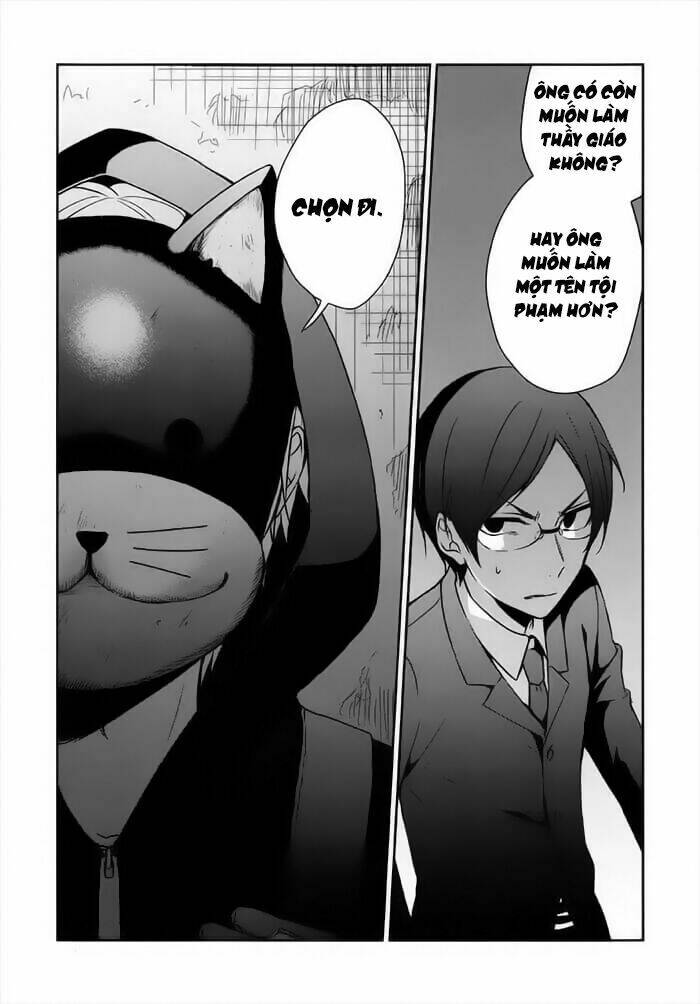 ÔNG CÓ CÒN
MUỐN LÀM
THẦY GIÁO
KHÔNG?
HAY ÔNG
MUỐN LÀM
MỘT TÊN TỘI
PHẠM HƠN?
CHỌN ĐI.